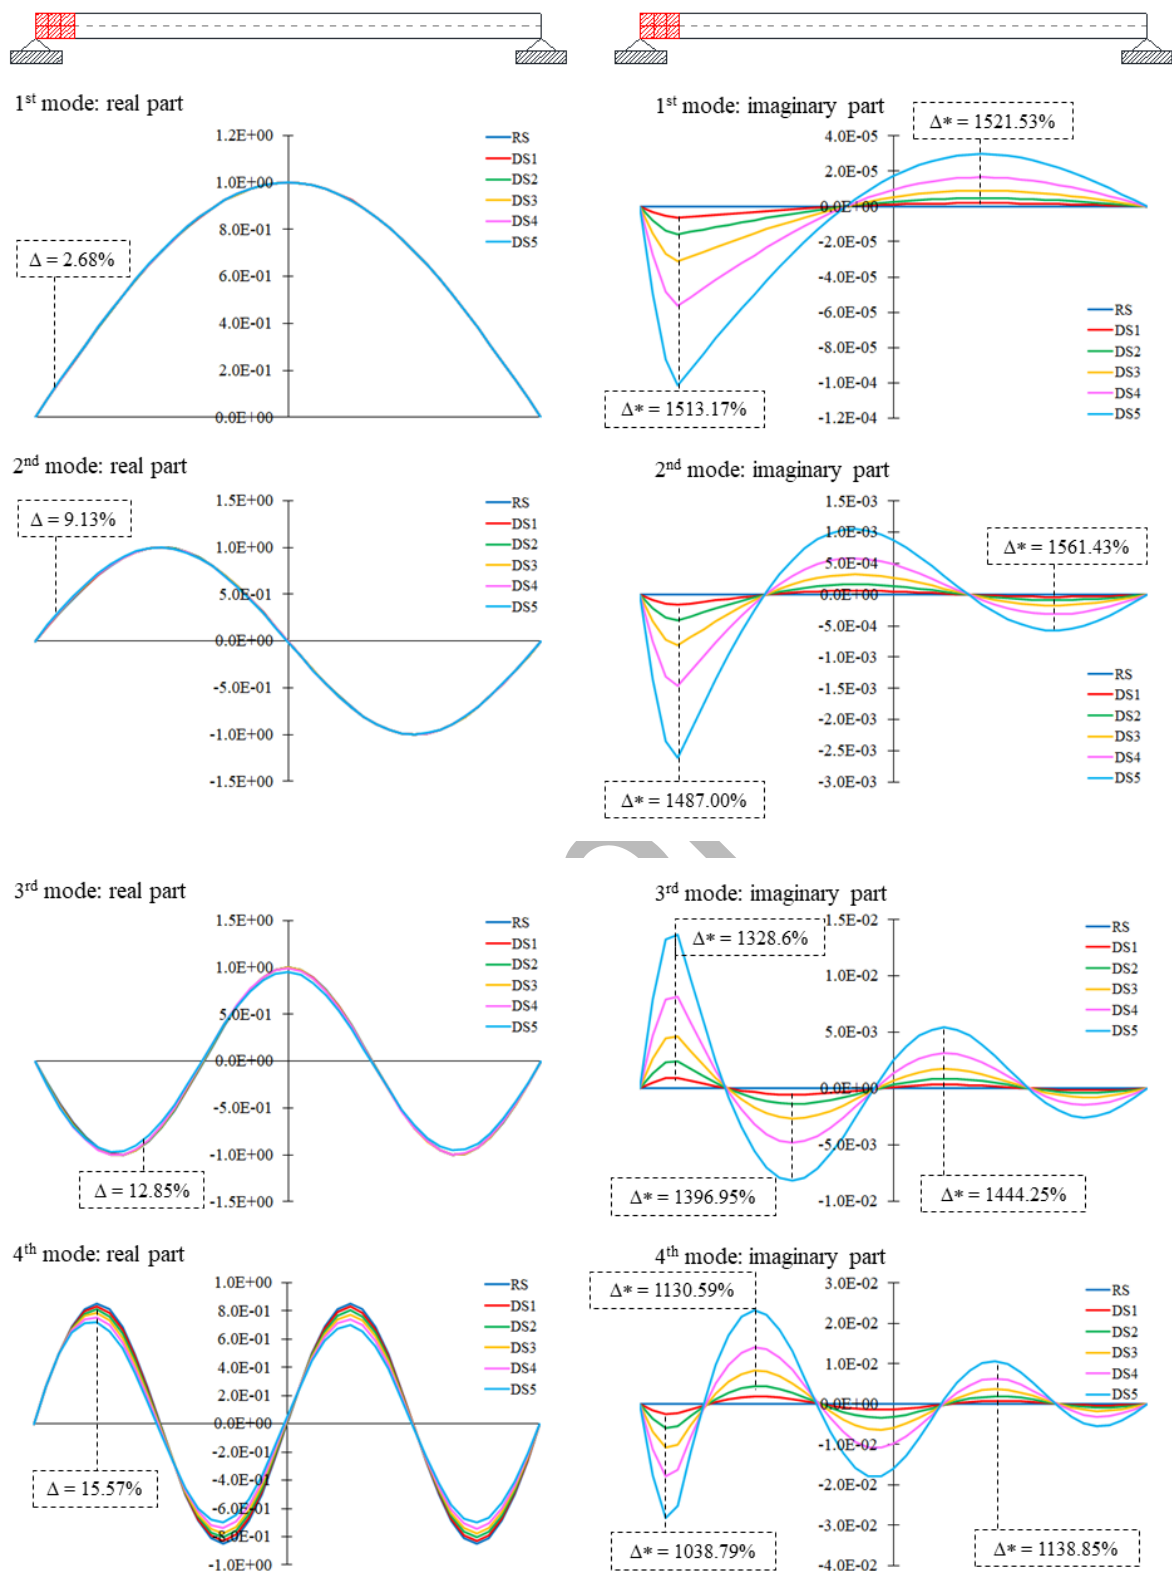 1st mode: real part
1.2E+00
1.0E+00
8.0E-01
6.0E-01
4.0E-01
2.0E-01
0.0E+00
RS
DS1
DS2
DS3
DS4
DS5
Δ = 2.68%
1st mode: imaginary part
4.0E-05
2.0E-05
0.0E+00
-2.0E-05
-4.0E-05
-6.0E-05
-8.0E-05
-1.0E-04
-1.2E-04
Δ* = 1521.53%
RS
DS1
DS2
DS3
DS4
DS5
Δ* = 1513.17%
2nd mode: real part
1.5E+00
1.0E+00
5.0E-01
0.0E+00
-5.0E-01
-1.0E+00
-1.5E+00
RS
DS1
DS2
DS3
DS4
DS5
Δ = 9.13%
2nd mode: imaginary part
1.5E-03
1.0E-03
5.0E-04
0.0E+00
-5.0E-04
-1.0E-03
-1.5E-03
-2.0E-03
-2.5E-03
-3.0E-03
Δ* = 1561.43%
RS
DS1
DS2
DS3
DS4
DS5
Δ* = 1487.00%
3rd mode: real part
1.5E+00
1.0E+00
5.0E-01
0.0E+00
-5.0E-01
-1.0E+00
-1.5E+00
RS
DS1
DS2
DS3
DS4
DS5
Δ = 12.85%
3rd mode: imaginary part
1.5E-02
1.0E-02
5.0E-03
0.0E+00
-5.0E-03
-1.0E-02
Δ* = 1328.6%
RS
DS1
DS2
DS3
DS4
DS5
Δ* = 1396.95%
Δ* = 1444.25%
4th mode: real part
1.0E+00
8.0E-01
6.0E-01
4.0E-01
2.0E-01
0.0E+00
-2.0E-01
-4.0E-01
-6.0E-01
-8.0E-01
-1.0E+00
RS
DS1
DS2
DS3
DS4
DS5
Δ = 15.57%
4th mode: imaginary part
3.0E-02
2.0E-02
1.0E-02
0.0E+00
-1.0E-02
-2.0E-02
-3.0E-02
-4.0E-02
Δ* = 1130.59%
RS
DS1
DS2
DS3
DS4
DS5
Δ* = 1038.79%
Δ* = 1138.85%